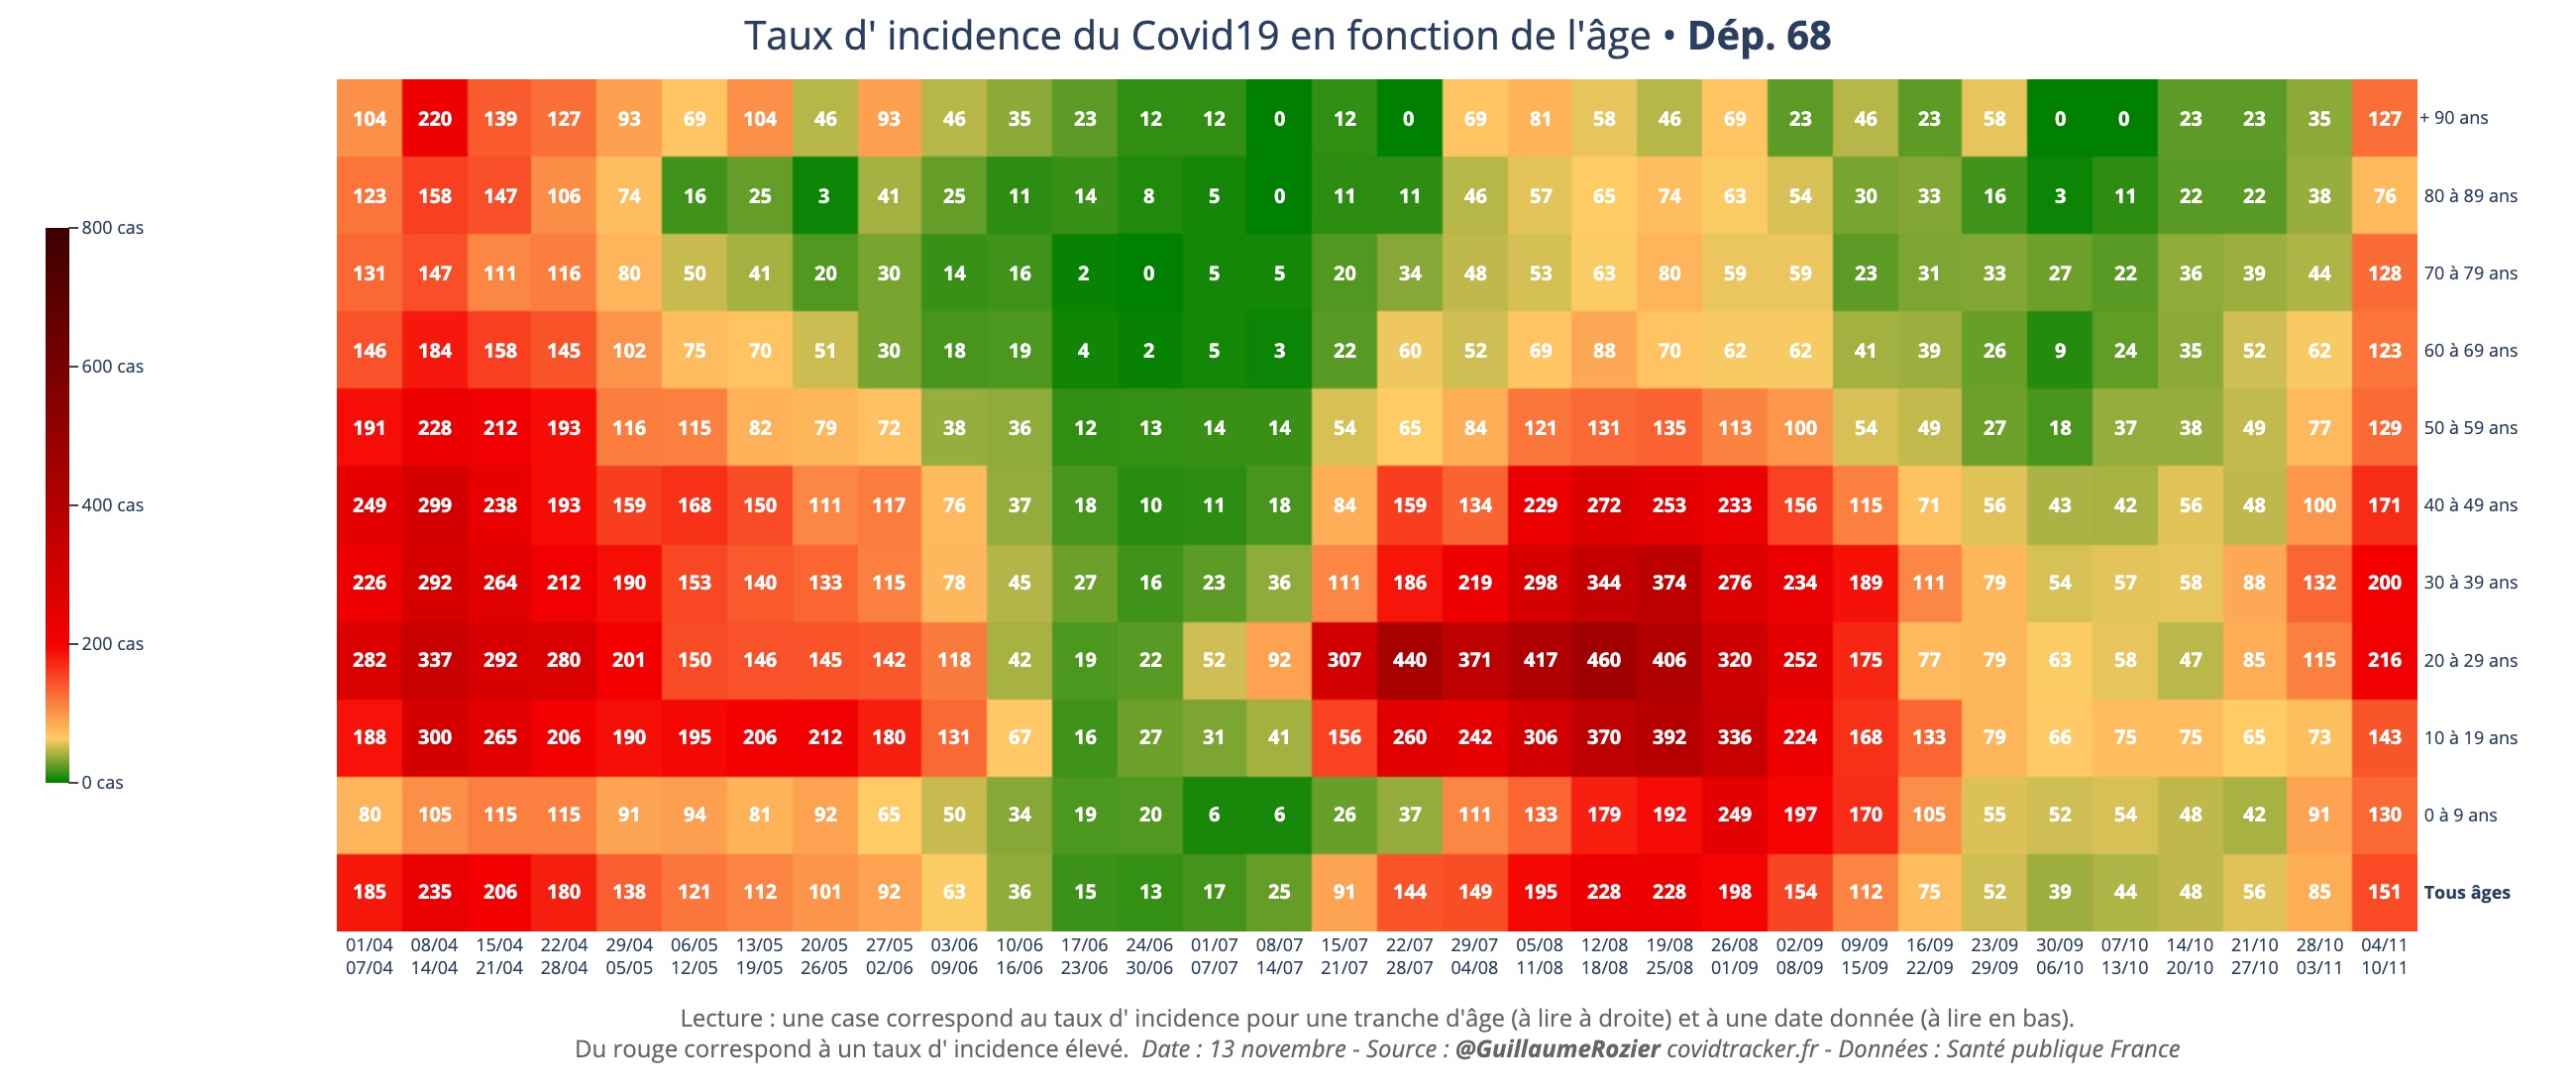 Taux d' incidence du Covid19 en fonction de l'âge • Dép. 68
800 cas
600 cas
400 cas
200 cas
0 cas
104 220 139 127 93 69 104 46 93 46 35 23 12 12 0 12 0 69 81 58 46 69 23 46 23 58 0 0 23 23 35 127 + 90 ans
123 158 147 106 74 16 25 3 41 25 11 14 8 5 0 11 11 46 57 65 74 63 54 30 33 16 3 11 22 22 38 76 80 à 89 ans
131 147 111 116 80 50 41 20 30 14 16 2 0 5 5 20 34 48 53 63 80 59 59 23 31 33 27 22 36 39 44 128 70 à 79 ans
146 184 158 145 102 75 70 51 30 18 19 4 2 5 3 22 60 52 69 88 70 62 62 41 39 26 9 24 35 52 62 123 60 à 69 ans
191 228 212 193 116 115 82 79 72 38 36 12 13 14 14 54 65 84 121 131 135 113 100 54 49 27 18 37 38 49 77 129 50 à 59 ans
249 299 238 193 159 168 150 111 117 76 37 18 10 11 18 84 159 134 229 272 253 233 156 115 71 56 43 42 56 48 100 171 40 à 49 ans
226 292 264 212 190 153 140 133 115 78 45 27 16 23 36 111 186 219 298 344 374 276 234 189 111 79 54 57 58 88 132 200 30 à 39 ans
282 337 292 280 201 150 146 145 142 118 42 19 22 52 92 307 440 371 417 460 406 320 252 175 77 79 63 58 47 85 115 216 20 à 29 ans
188 300 265 206 190 195 206 212 180 131 67 16 27 31 41 156 260 242 306 370 392 336 224 168 133 79 66 75 75 65 73 143 10 à 19 ans
80 105 115 115 91 94 81 92 65 50 34 19 20 6 6 26 37 111 133 179 192 249 197 170 105 55 52 54 48 42 91 130 0 à 9 ans
185 235 206 180 138 121 112 101 92 63 36 15 13 17 25 91 144 149 195 228 228 198 154 112 75 52 39 44 48 56 85 151 Tous âges
01/04 08/04 15/04 22/04 29/04 06/05 13/05 20/05 27/05 03/06 10/06 17/06 24/06 01/07 08/07 15/07 22/07 29/07 05/08 12/08 19/08 26/08 02/09 09/09 16/09 23/09 30/09 07/10 14/10 21/10 28/10 04/11
07/04 14/04 21/04 28/04 05/05 12/05 19/05 26/05 02/06 09/06 16/06 23/06 30/06 07/07 14/07 21/07 28/07 04/08 11/08 18/08 25/08 01/09 08/09 15/09 22/09 29/09 06/10 13/10 20/10 27/10 03/11 10/11
Lecture : une case correspond au taux d' incidence pour une tranche d'âge (à lire à droite) et à une date donnée (à lire en bas).
Du rouge correspond à un taux d' incidence élevé. Date : 13 novembre - Source : @GuillaumeRozier covidtracker.fr - Données : Santé publique France